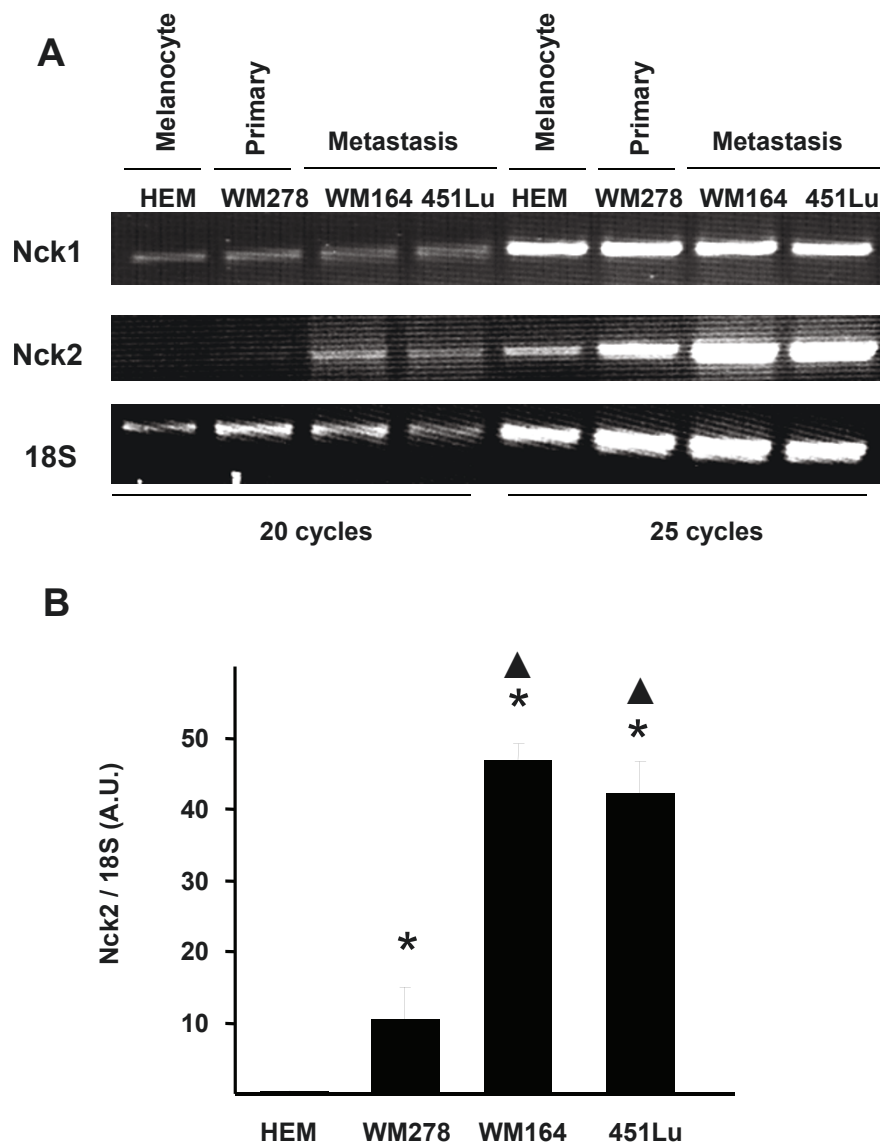 A
Melanocyte Primary Metastasis Melanocyte Primary Metastasis
HEM WM278 WM164 451Lu HEM WM278 WM164 451Lu
Nck1
Nck2
18S
20 cycles 25 cycles
B
Nck2 / 18S (A.U.)
50
40
30
20
10
▲ ▲
* * *
HEM WM278 WM164 451Lu